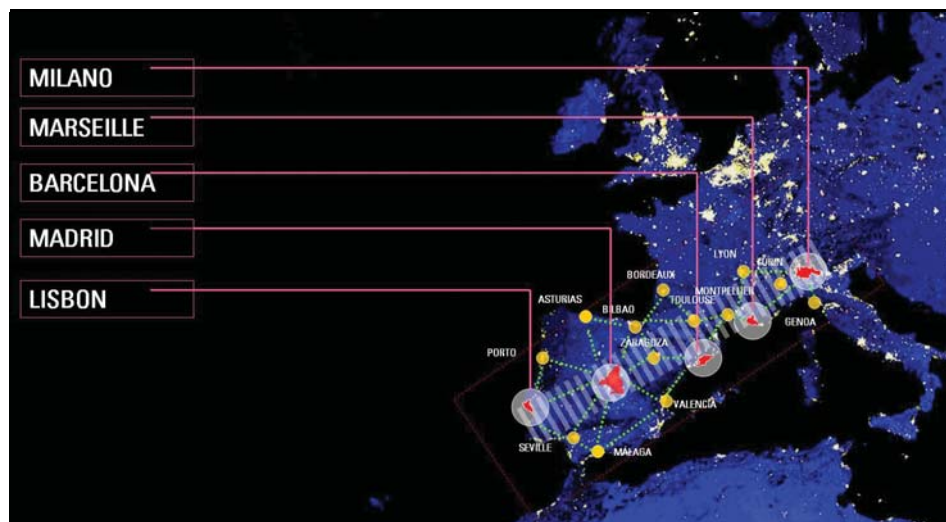 MILANO
MARSEILLE
BARCELONA
MADRID
LISBON
LYON
TURIN
BORDEAUX
MONTPELLIER
TOULOUSE
ASTURIAS
BILBAO
GENOA
ZARAGOZA
PORTO
VALENCIA
SEVILLE
MALAGA